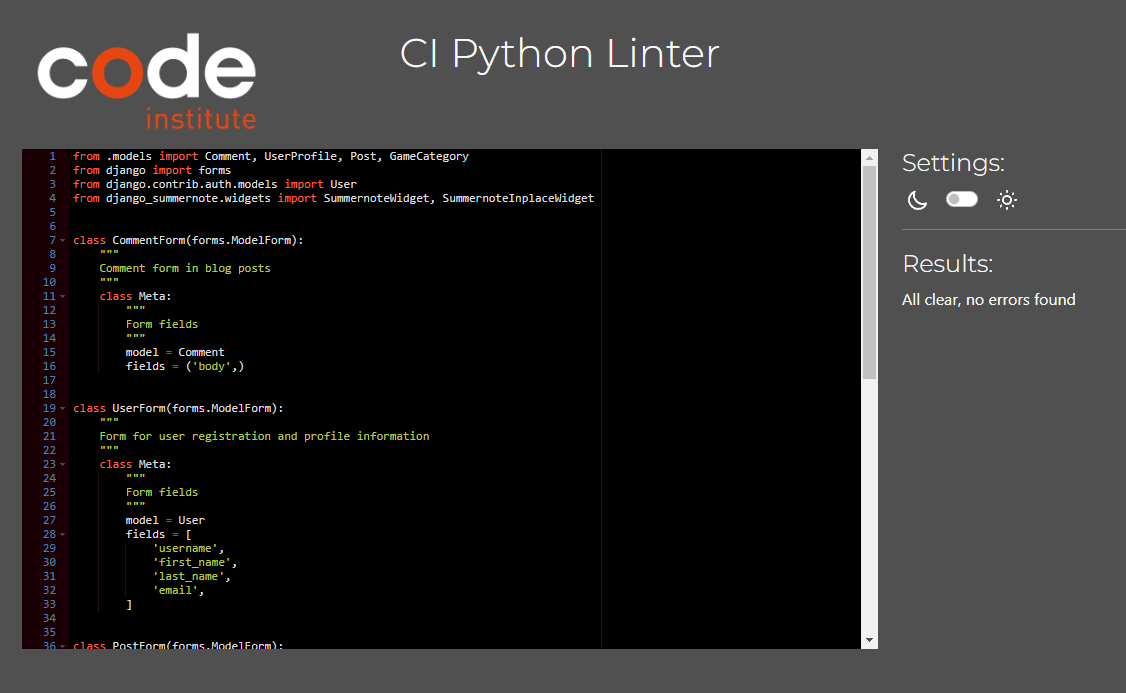 code
institute
CI Python Linter
1 from .models import Comment, UserProfile, Post, GameCategory
2 from django import forms
3 from django.contrib.auth.models import User
4 from django_summernote.widgets import SummernoteWidget, SummernoteInplaceWidget
5
6
7 class CommentForm(forms.ModelForm):
8 """
9 Comment form in blog posts
10 """
11 class Meta:
12 """
13 Form fields
14 """
15 model = Comment
16 fields = ('body',)
17
18
19 class UserForm(forms.ModelForm):
20 """
21 Form for user registration and profile information
22 """
23 class Meta:
24 """
25 Form fields
26 """
27 model = User
28 fields = [
29 'username',
30 'first_name',
31 'last_name',
32 'email',
33 ]
34
35
36 class PostForm(forms.ModelForm):
Settings:
Results:
All clear, no errors found